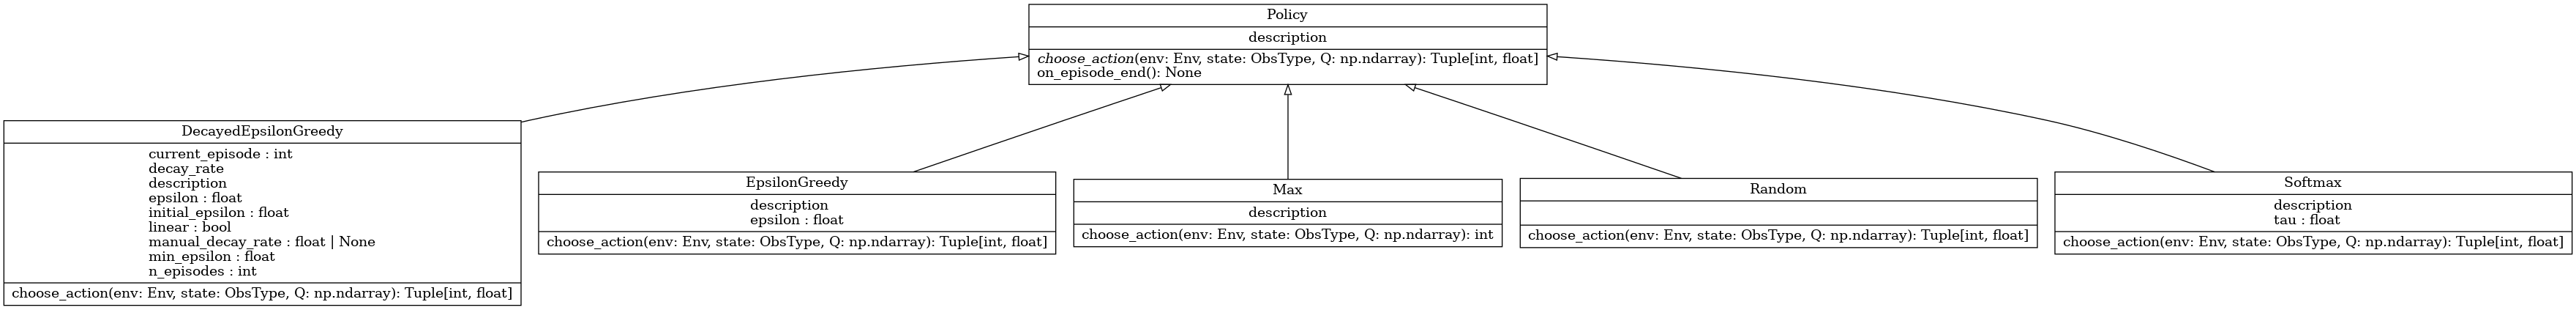 Policy
description
choose_action(env: Env, state: ObsType, Q: np.ndarray): Tuple[int, float]
on_episode_end(): None
DecayedEpsilonGreedy
current_episode : int
decay_rate
description
epsilon : float
initial_epsilon : float
linear : bool
manual_decay_rate : float | None
min_epsilon : float
n_episodes : int
choose_action(env: Env, state: ObsType, Q: np.ndarray): Tuple[int, float]
EpsilonGreedy
description
epsilon : float
choose_action(env: Env, state: ObsType, Q: np.ndarray): Tuple[int, float]
Max
description
choose_action(env: Env, state: ObsType, Q: np.ndarray): int
Random
choose_action(env: Env, state: ObsType, Q: np.ndarray): Tuple[int, float]
Softmax
description
tau : float
choose_action(env: Env, state: ObsType, Q: np.ndarray): Tuple[int, float]